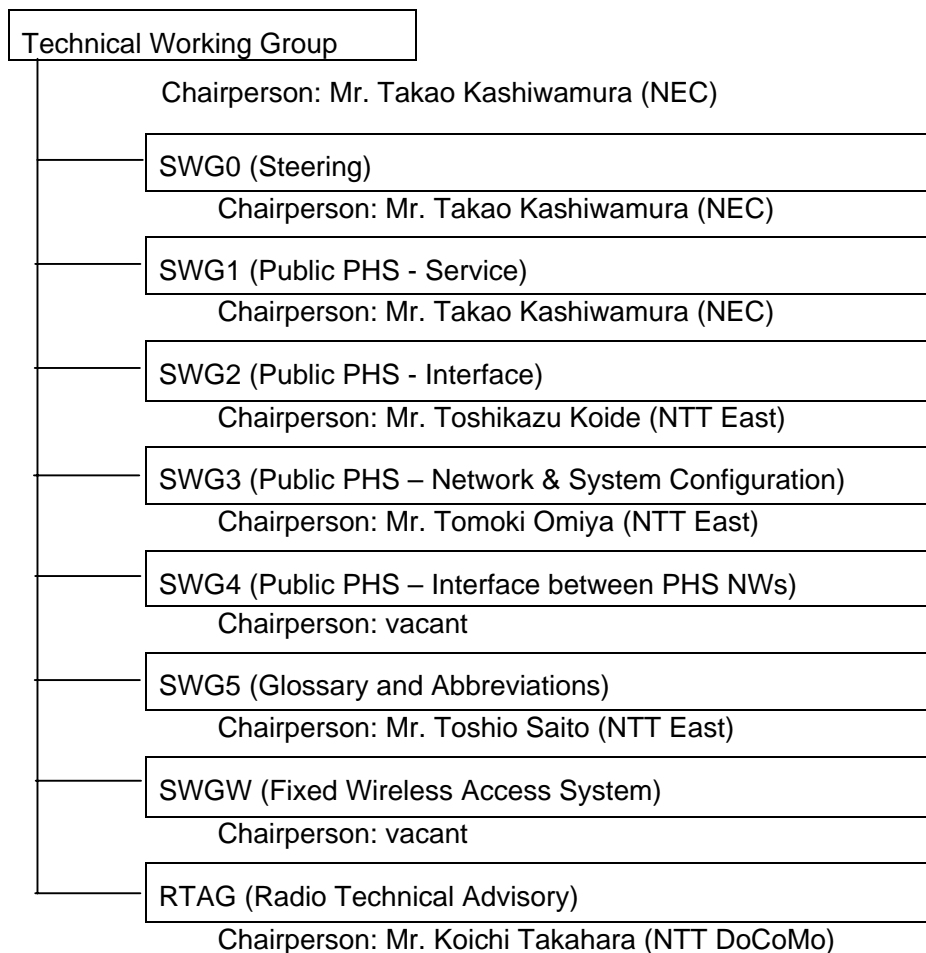 Technical Working Group
Chairperson: Mr. Takao Kashiwamura (NEC)
SWG0 (Steering)
Chairperson: Mr. Takao Kashiwamura (NEC)
SWG1 (Public PHS - Service)
Chairperson: Mr. Takao Kashiwamura (NEC)
SWG2 (Public PHS - Interface)
Chairperson: Mr. Toshikazu Koide (NTT East)
SWG3 (Public PHS – Network & System Configuration)
Chairperson: Mr. Tomoki Omiya (NTT East)
SWG4 (Public PHS – Interface between PHS NWs)
Chairperson: vacant
SWG5 (Glossary and Abbreviations)
Chairperson: Mr. Toshio Saito (NTT East)
SWGW (Fixed Wireless Access System)
Chairperson: vacant
RTAG (Radio Technical Advisory)
Chairperson: Mr. Koichi Takahara (NTT DoCoMo)